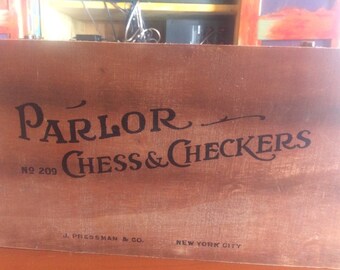 PARLOR
No 200 CHESS & CHECKERS
J. PRESSMAN & CO. NEW YORK CITY